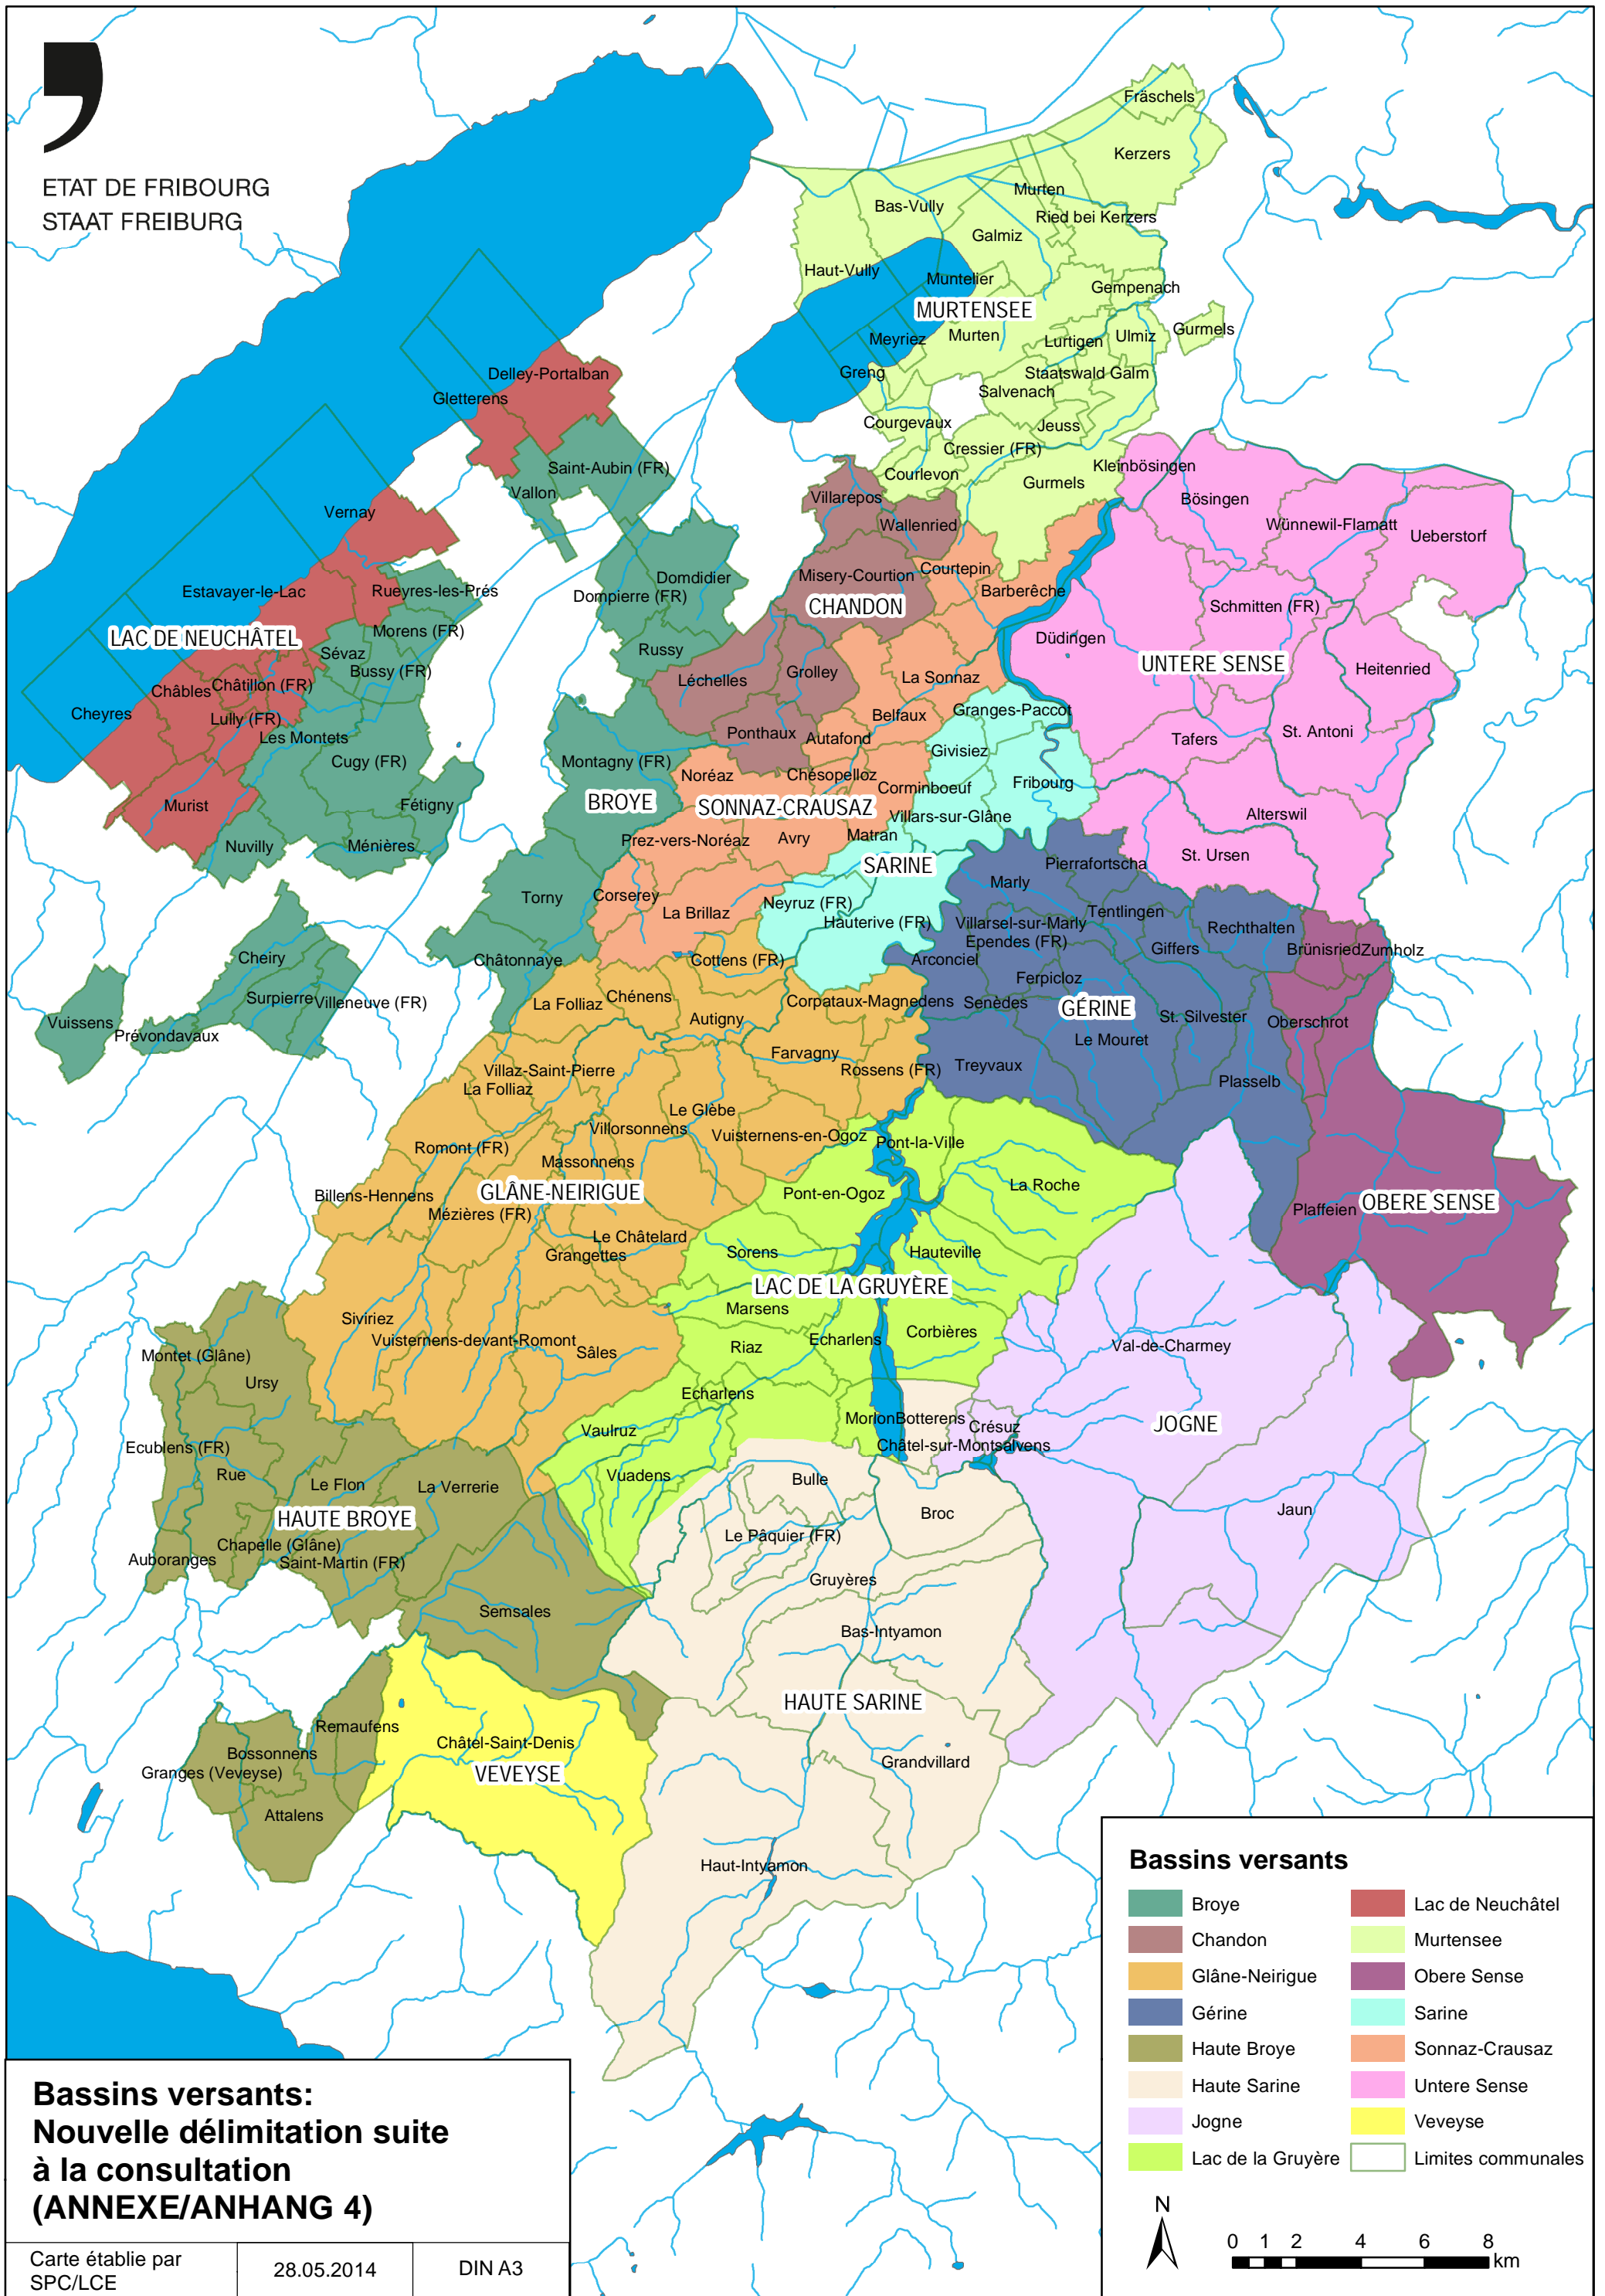 ETAT DE FRIBOURG
STAAT FREIBURG
Fräschels
Kerzers
Murten
Bas-Vully
Ried bei Kerzers
Galmiz
Haut-Vully
Muntelier
Gempenach
MURTENSEE
Gurmels
Meyriez
Murten
Lurtigen
Ulmiz
Greng
Staatswald Galm
Salvenach
Delley-Portalban
Gletterens
Courgevaux
Jeuss
Cressier (FR)
Saint-Aubin (FR)
Courlevon
Kleinbösingen
Vallon
Gurmels
Villarepos
Bösingen
Vernay
Wallenried
Wünnewil-Flamatt
Ueberstorf
Courtepin
Misery-Courtion
Domdidier
Estavayer-le-Lac
Rueyres-les-Prés
Dompierre (FR)
Barberêche
CHANDON
Schmitten (FR)
LAC DE NEUCHÂTEL
Morens (FR)
Düdingen
Sévaz
Russy
UNTERE SENSE
Bussy (FR)
Grolley
Heitenried
Châbles
Châtillon (FR)
Léchelles
La Sonnaz
Cheyres
Lully (FR)
Belfaux
Granges-Paccot
Les Montets
Ponthaux
Autafond
Tafers
St. Antoni
Givisiez
Cugy (FR)
Montagny (FR)
Noréaz
Chésopelloz
Fribourg
Corminboeuf
Murist
Fétigny
BROYE
SONNAZ-CRAUSAZ
Villars-sur-Glâne
Alterswil
Nuvilly
Ménières
Prez-vers-Noréaz
Avry
Matran
St. Ursen
SARINE
Pierrafortscha
Marly
Torny
Corserey
Neyruz (FR)
La Brillaz
Tentlingen
Hauterive (FR)
Villarsel-sur-Marly
Rechthalten
Ependes (FR)
Giffers
Brünisried
Zumholz
Cheiry
Châtonnaye
Cottens (FR)
Arconciel
Ferpicloz
Surpierre
Villeneuve (FR)
La Folliaz
Chénens
Corpataux-Magnedens
Senèdes
GÉRINE
Vuissens
Autigny
St. Silvester
Oberschrot
Prévondavaux
Farvagny
Le Mouret
Villaz-Saint-Pierre
Rossens (FR)
Treyvaux
La Folliaz
Plasselb
Le Glèbe
Villorsonnens
Vuisternens-en-Ogoz
Pont-la-Ville
Romont (FR)
Massonnens
La Roche
Billens-Hennens
GLÂNE-NEIRIGUE
Pont-en-Ogoz
OBERE SENSE
Mézières (FR)
Plaffeien
Le Châtelard
Sorens
Hauteville
Grangettes
LAC DE LA GRUYÈRE
Marsens
Siviriez
Corbières
Vuisternens-devant-Romont
Riaz
Echarlens
Val-de-Charmey
Sâles
Montet (Glâne)
Ursy
Echarlens
Morlon
Botterens
Crésuz
JOGNE
Vaulruz
Châtel-sur-Montsalvens
Ecublens (FR)
Rue
Vuadens
Bulle
Le Flon
La Verrerie
Broc
Jaun
HAUTE BROYE
Le Pâquier (FR)
Chapelle (Glâne)
Auboranges
Saint-Martin (FR)
Gruyères
Semsales
Bas-Intyamon
HAUTE SARINE
Remaufens
Châtel-Saint-Denis
Bossonnens
Grandvillard
Granges (Veveyse)
VEVEYSE
Attalens
Haut-Intyamon
Bassins versants
Broye
Chandon
Glâne-Neirigue
Gérine
Haute Broye
Haute Sarine
Jogne
Lac de la Gruyère
Lac de Neuchâtel
Murtensee
Obere Sense
Sarine
Sonnaz-Crausaz
Untere Sense
Veveyse
Limites communales
N
0 1 2 4 6 8
km
Bassins versants:
Nouvelle délimitation suite
à la consultation
(ANNEXE/ANHANG 4)
Carte établie par
SPC/LCE
28.05.2014
DIN A3